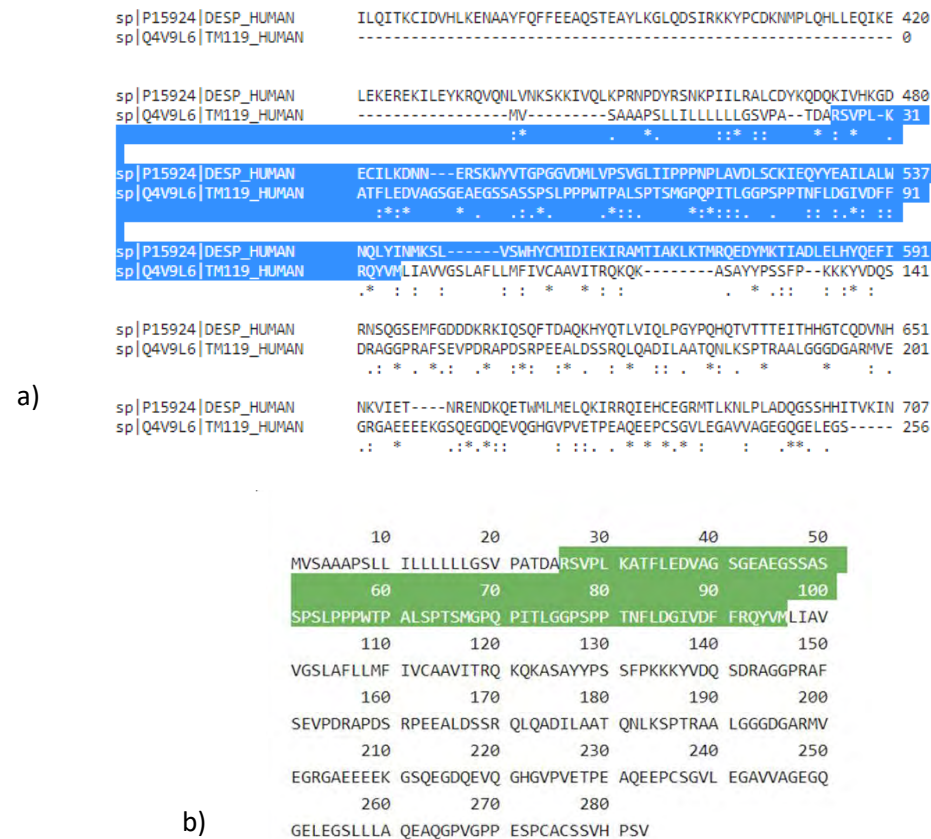 sp|P15924|DESP_HUMAN ILQITKCIDVHLKENAAYFQFFEEAQSTEAYLKGLQDSIRKKYPCDKNMPLQHLLEQIKE 420
sp|Q4V9L6|TM119_HUMAN ------------------------------------------------------------ 0
sp|P15924|DESP_HUMAN LEKEREKILEYKRQVQNLVNKSKKIVQLKPRNPDYRSNKPIILRALCDYKQDQKIVHKGD 480
sp|Q4V9L6|TM119_HUMAN -----------------MV---------SAAAPSLLILLLLLLGSVPA--TDARSVPL-K 31
:* . *. ::* :: * : * .
sp|P15924|DESP_HUMAN ECILKDNN---ERSKWYVTGPGGVDMLVPSVGLIIPPPNPLAVDLSCKIEQYYEAILALW 537
sp|Q4V9L6|TM119_HUMAN ATFLEDVAGSGEAEGSSASSPSLPPPWTPALSPTSMGPQPITLGGPSPPTNFLDGIVDFF 91
:*:* * . .:.*. .*::. *:*:::. . :: :.*: ::
sp|P15924|DESP_HUMAN NQLYINMKSL------VSWHYCMIDIEKIRAMTIAKLKTMRQEDYMKTIADLELHYQEFI 591
sp|Q4V9L6|TM119_HUMAN RQYVMLIAVVGSLAFLLMFIVCAAVITRQKQK--------ASAYYPSSFP--KKKYVDQS 141
.* : : : : : * * : : . * .:: : :* :
sp|P15924|DESP_HUMAN RNSQGSEMFGDDDKRKIQSQFTDAQKHYQTLVIQLPGYPQHQTVTTTEITHHGTCQDVNH 651
sp|Q4V9L6|TM119_HUMAN DRAGGPRAFSEVPDRAPDSRPEEALDSSRQLQADILAATQNLKSPTRAALGGGDGARMVE 201
.: * . *.: .* :*: :* : * :: . *: . * * : .
sp|P15924|DESP_HUMAN NKVIET----NRENDKQETWMLMELQKIRRQIEHCEGRMTLKNLPLADQGSSHHITVKIN 707
sp|Q4V9L6|TM119_HUMAN GRGAEEEEKGSQEGDQEVQGHGVPVETPEAQEEPCSGVLEGAVVAGEGQGELEGS----- 256
.: * .:*.*:: : ::. . * * *.* : : .**. .
a)
10 20 30 40 50
MVSAAAPSLL ILLLLLLGSV PATDARSVPL KATFLEDVAG SGEAEGSSAS
60 70 80 90 100
SPSLPPPWTP ALSPTSMGPQ PITLGGPSPP TNFLDGIVDF FRQYVMLIAV
110 120 130 140 150
VGSLAFLLMF IVCAAVITRQ KQKASAYYPS SFPKKKYVDQ SDRAGGPRAF
160 170 180 190 200
SEVPDRAPDS RPEEALDSSR QLQADILAAT QNLKSPTRAA LGGGDGARMV
210 220 230 240 250
EGRGAEEEEK GSQEGDQEVQ GHGVPVETPE AQEEPCSGVL EGAVVAGEGQ
260 270 280
b) GELEGSLLLA QEAQGPVGPP ESPCACSSVH PSV